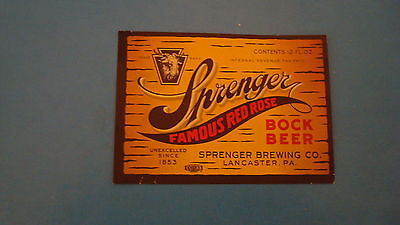 CONTENTS 12 FL. OZ.
INTERNAL REVENUE TAX PAID
Sprenger
FAMOUS RED ROSE
BOCK
BEER
UNEXCELLED
SINCE
1853
SPRENGER BREWING CO.
LANCASTER, PA.